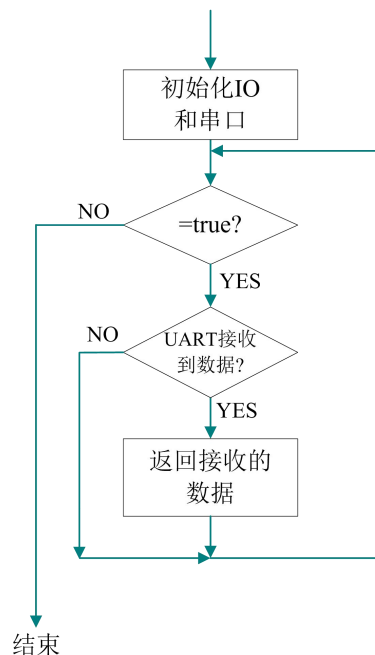 初始化IO
和串口
NO
=true?
YES
NO
UART接收
到数据?
YES
返回接收的
数据
结束